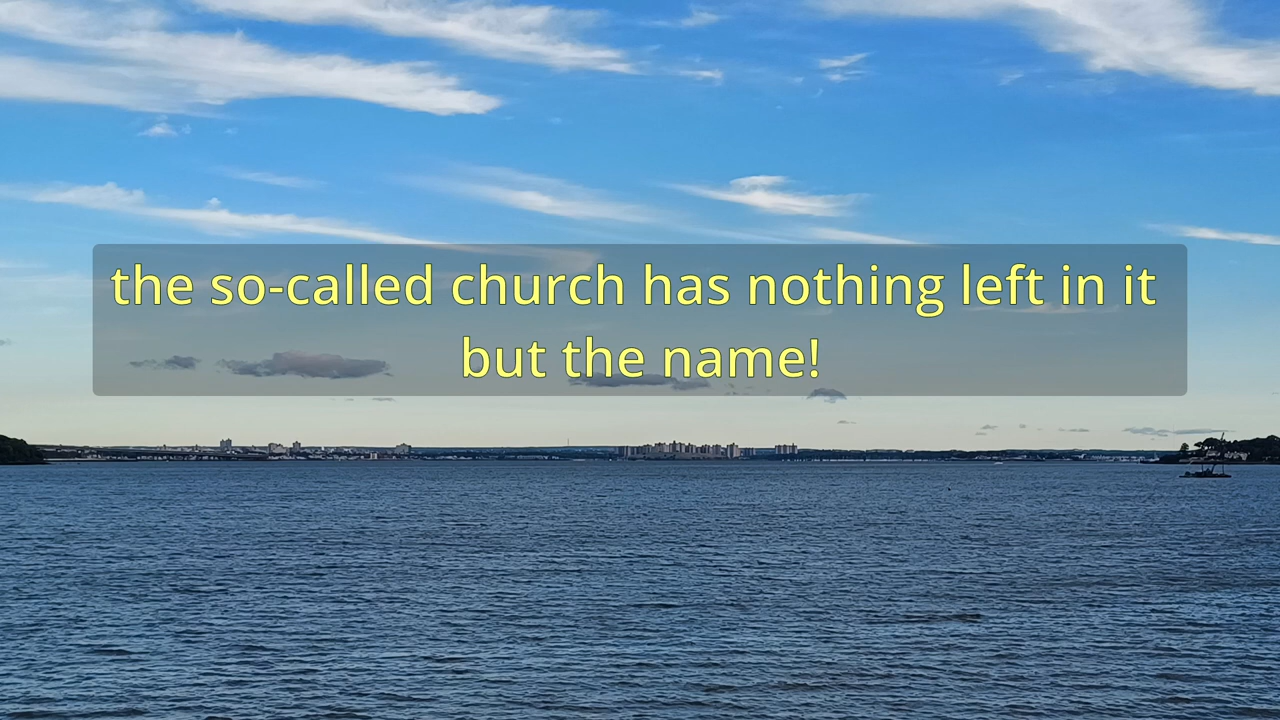 the so-called church has nothing left in it
but the name!